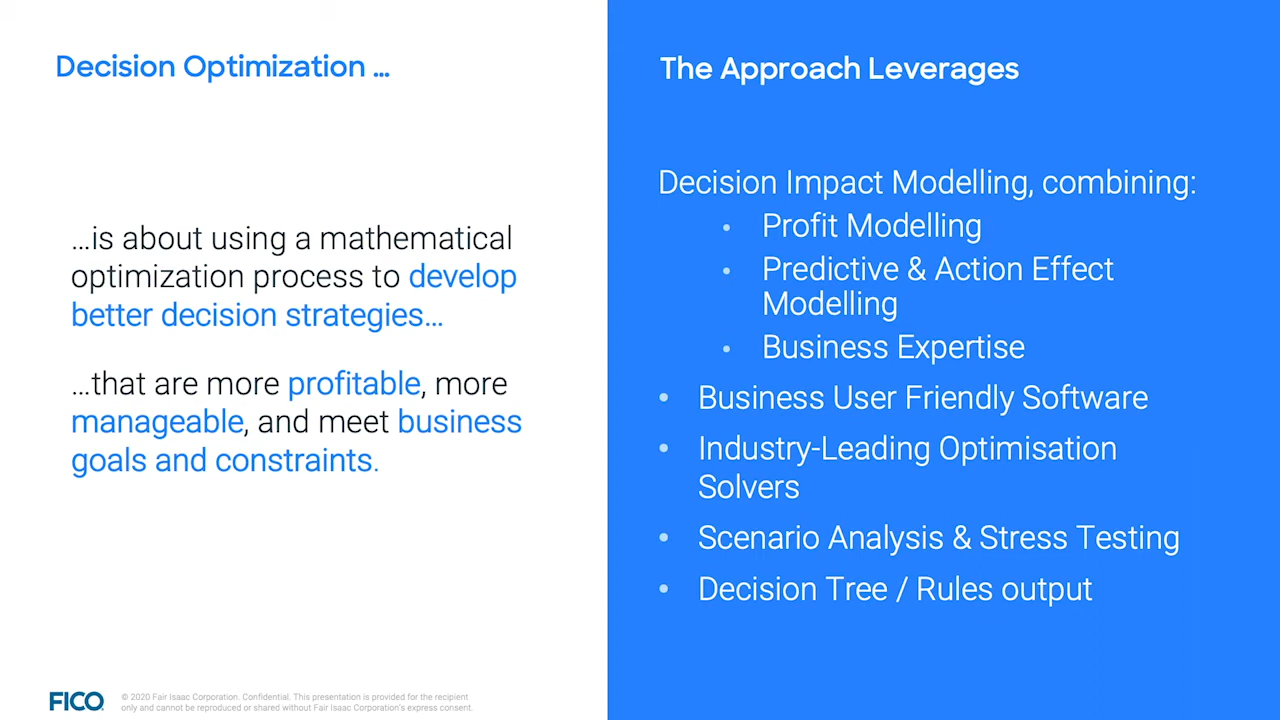 Decision Optimization ...
...is about using a mathematical
optimization process to develop
better decision strategies...
...that are more profitable, more
manageable, and meet business
goals and constraints.
The Approach Leverages
Decision Impact Modelling, combining:
• Profit Modelling
• Predictive & Action Effect
Modelling
• Business Expertise
• Business User Friendly Software
• Industry-Leading Optimisation
Solvers
• Scenario Analysis & Stress Testing
• Decision Tree / Rules output
FICO
© 2020 Fair Isaac Corporation. Confidential. This presentation is provided for the recipient
only and cannot be reproduced or shared without Fair Isaac Corporation's express consent.